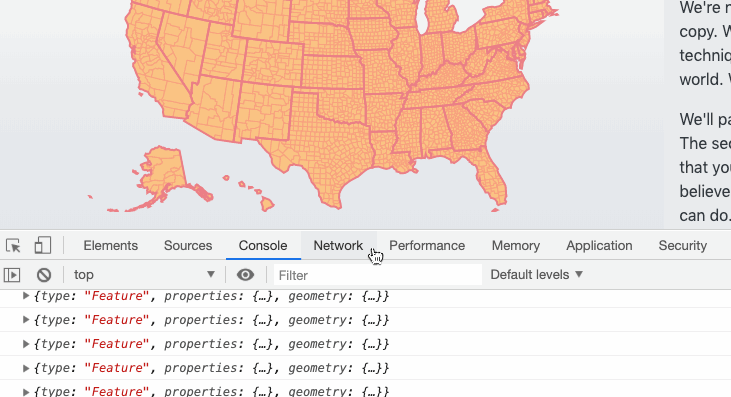 We're
copy. W
techniq
world. W
We'll pa
The sec
that you
believe
can do.
Elements Sources Console Network Performance Memory Application Security
top Filter Default levels
{type: "Feature", properties: {…}, geometry: {…}}
{type: "Feature", properties: {…}, geometry: {…}}
{type: "Feature", properties: {…}, geometry: {…}}
{type: "Feature", properties: {…}, geometry: {…}}
{type: "Feature", properties: {…}, geometry: {…}}